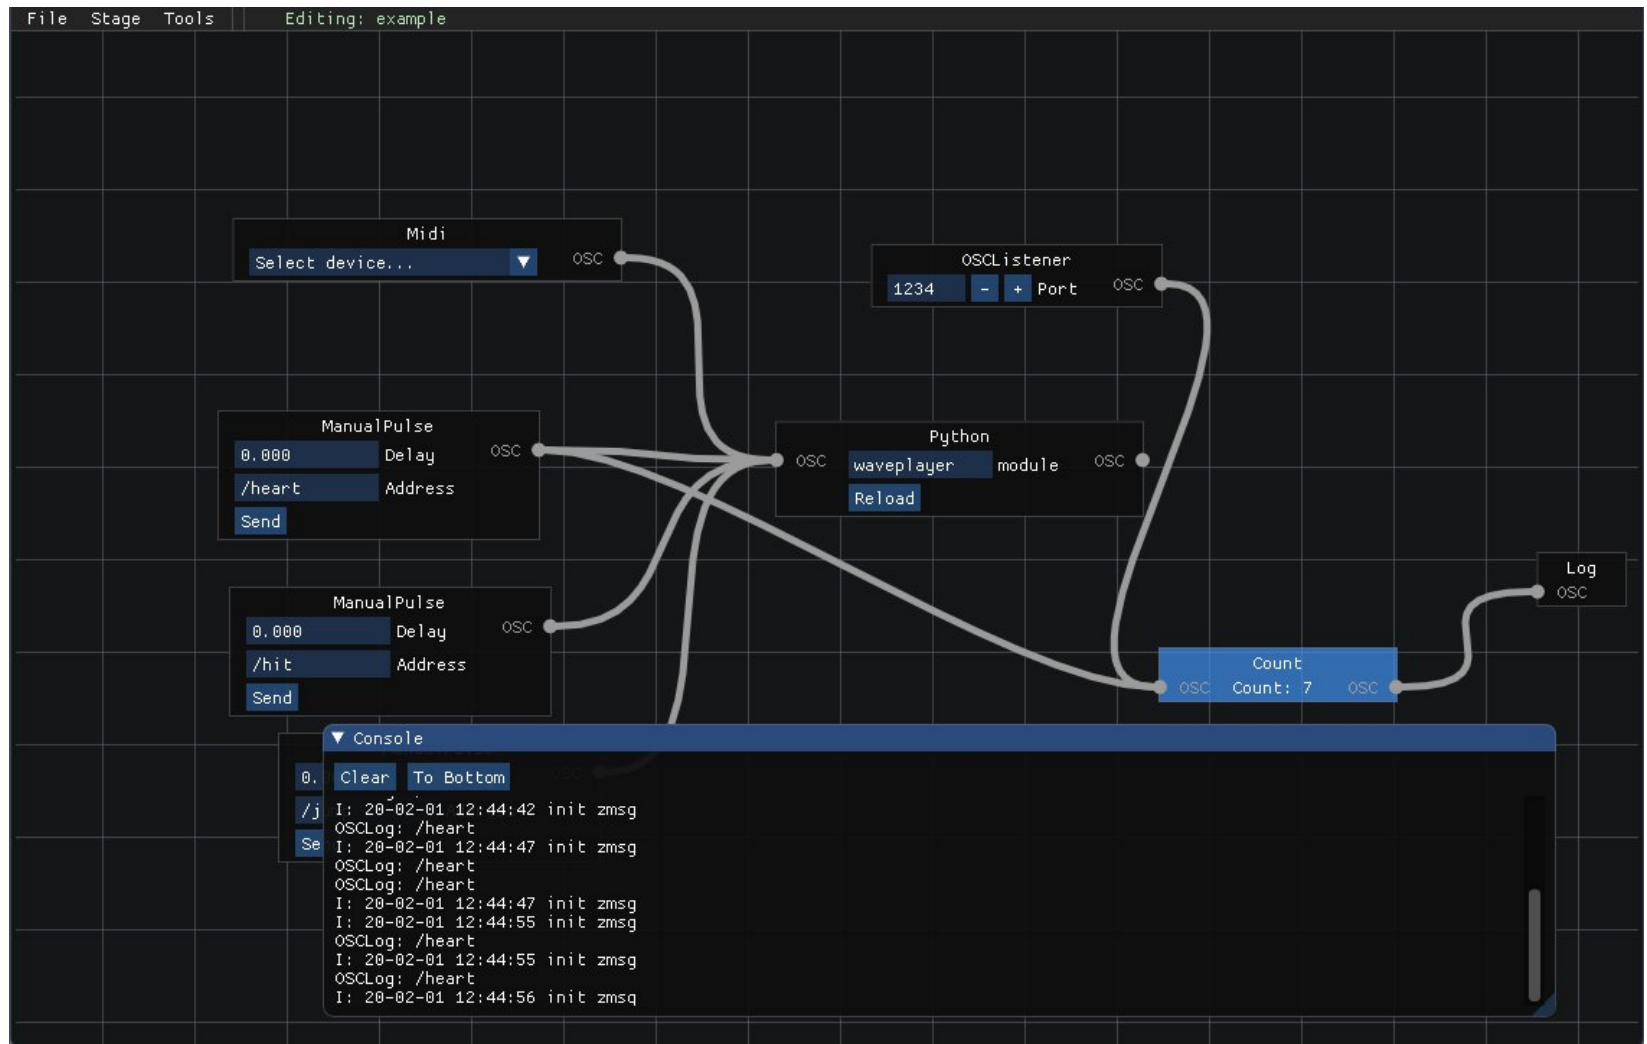 File Stage Tools Editing: example
Midi
Select device... OSC
OSCListener
1234 - + Port OSC
ManualPulse
0.000 Delay OSC
/heart Address
Send
Python
OSC waveplayer module OSC
Reload
ManualPulse
0.000 Delay OSC
/hit Address
Send
Log
OSC
Count
OSC Count: 7 OSC
0.
/j
Se
OSC
Console
Clear To Bottom
I: 20-02-01 12:44:42 init zmsg
OSCLog: /heart
I: 20-02-01 12:44:47 init zmsg
OSCLog: /heart
OSCLog: /heart
I: 20-02-01 12:44:47 init zmsg
I: 20-02-01 12:44:55 init zmsg
OSCLog: /heart
I: 20-02-01 12:44:55 init zmsg
OSCLog: /heart
I: 20-02-01 12:44:56 init zmsg